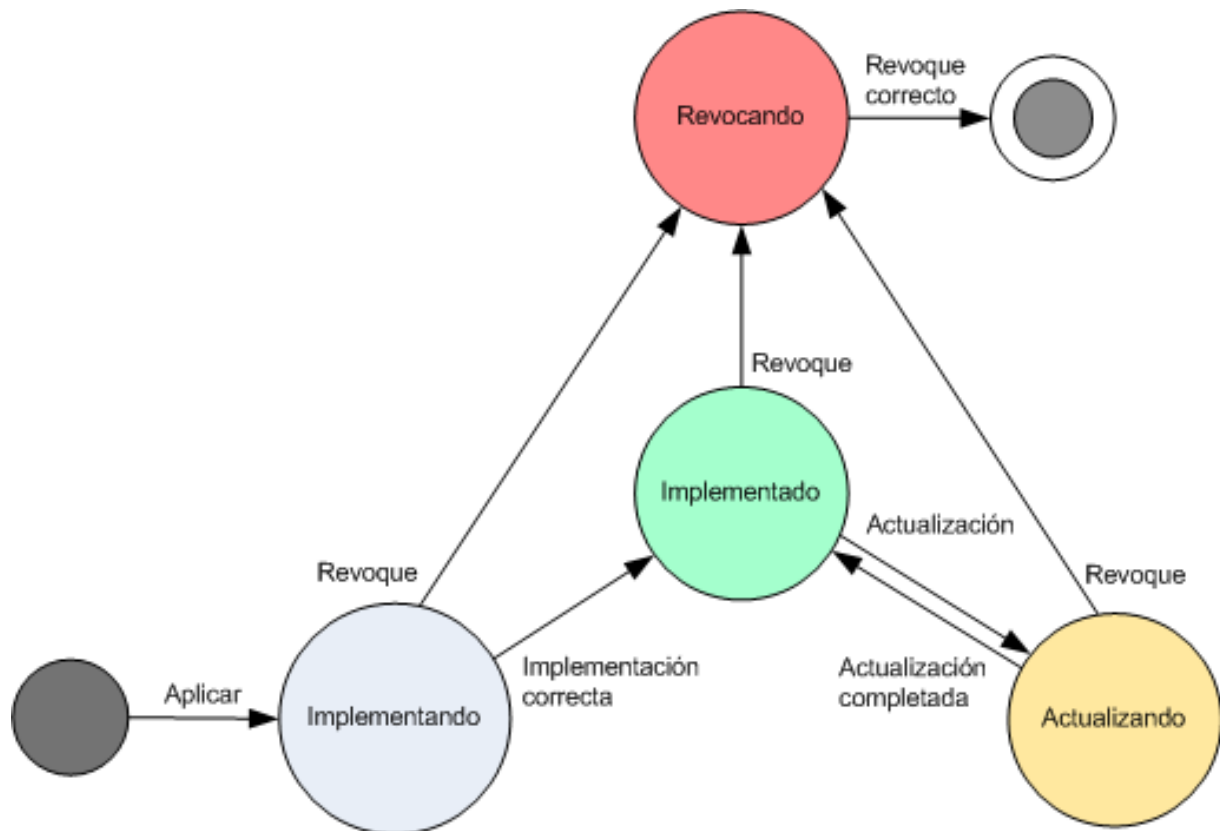 Revoque
correcto
Revocando
Revoque
Implementado
Actualización
Revoque
Revoque
Implementación
correcta
Actualización
completada
Aplicar
Implementando
Actualizando